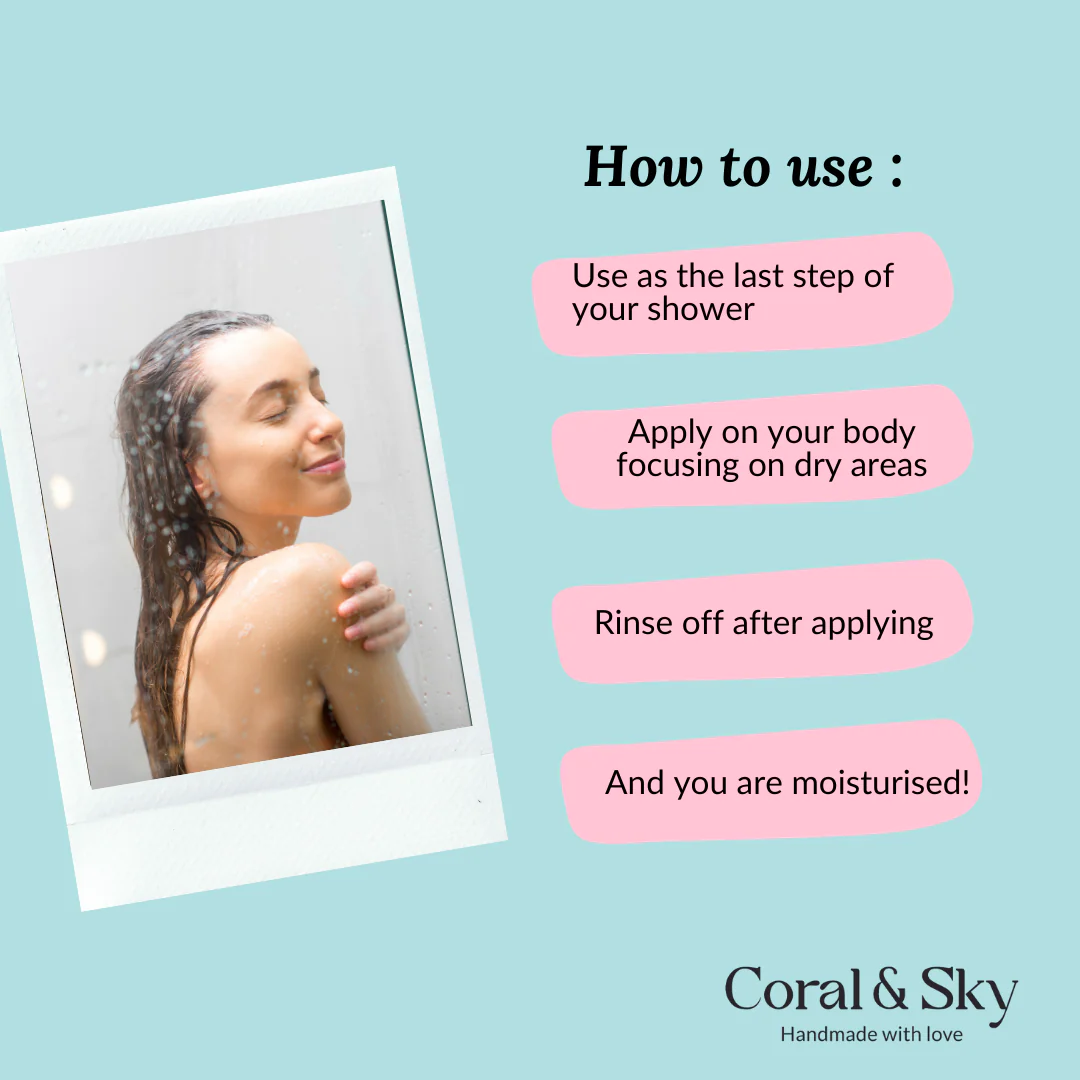 How to use :
Use as the last step of
your shower
Apply on your body
focusing on dry areas
Rinse off after applying
And you are moisturised!
Coral & Sky
Handmade with love